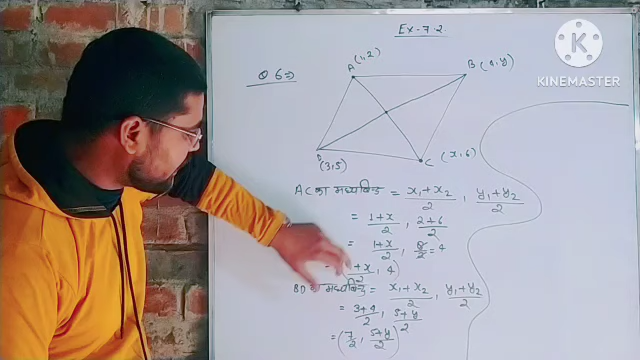 Ex-7.2
Q 6⇒
A (1,2)
B (4,y)
D (3,5)
C (x,6)
AC का मध्यबिंदु = x₁+x₂/2 , y₁+y₂/2
= 1+x/2 , 2+6/2
= 1+x/2 , 8/2 = 4
+x/2 , 4)
BD का मध्यबिंदु = x₁+x₂/2 , y₁+y₂/2
= 3+4/2 , 5+y/2
= (7/2 , 5+y/2)
KINEMASTER